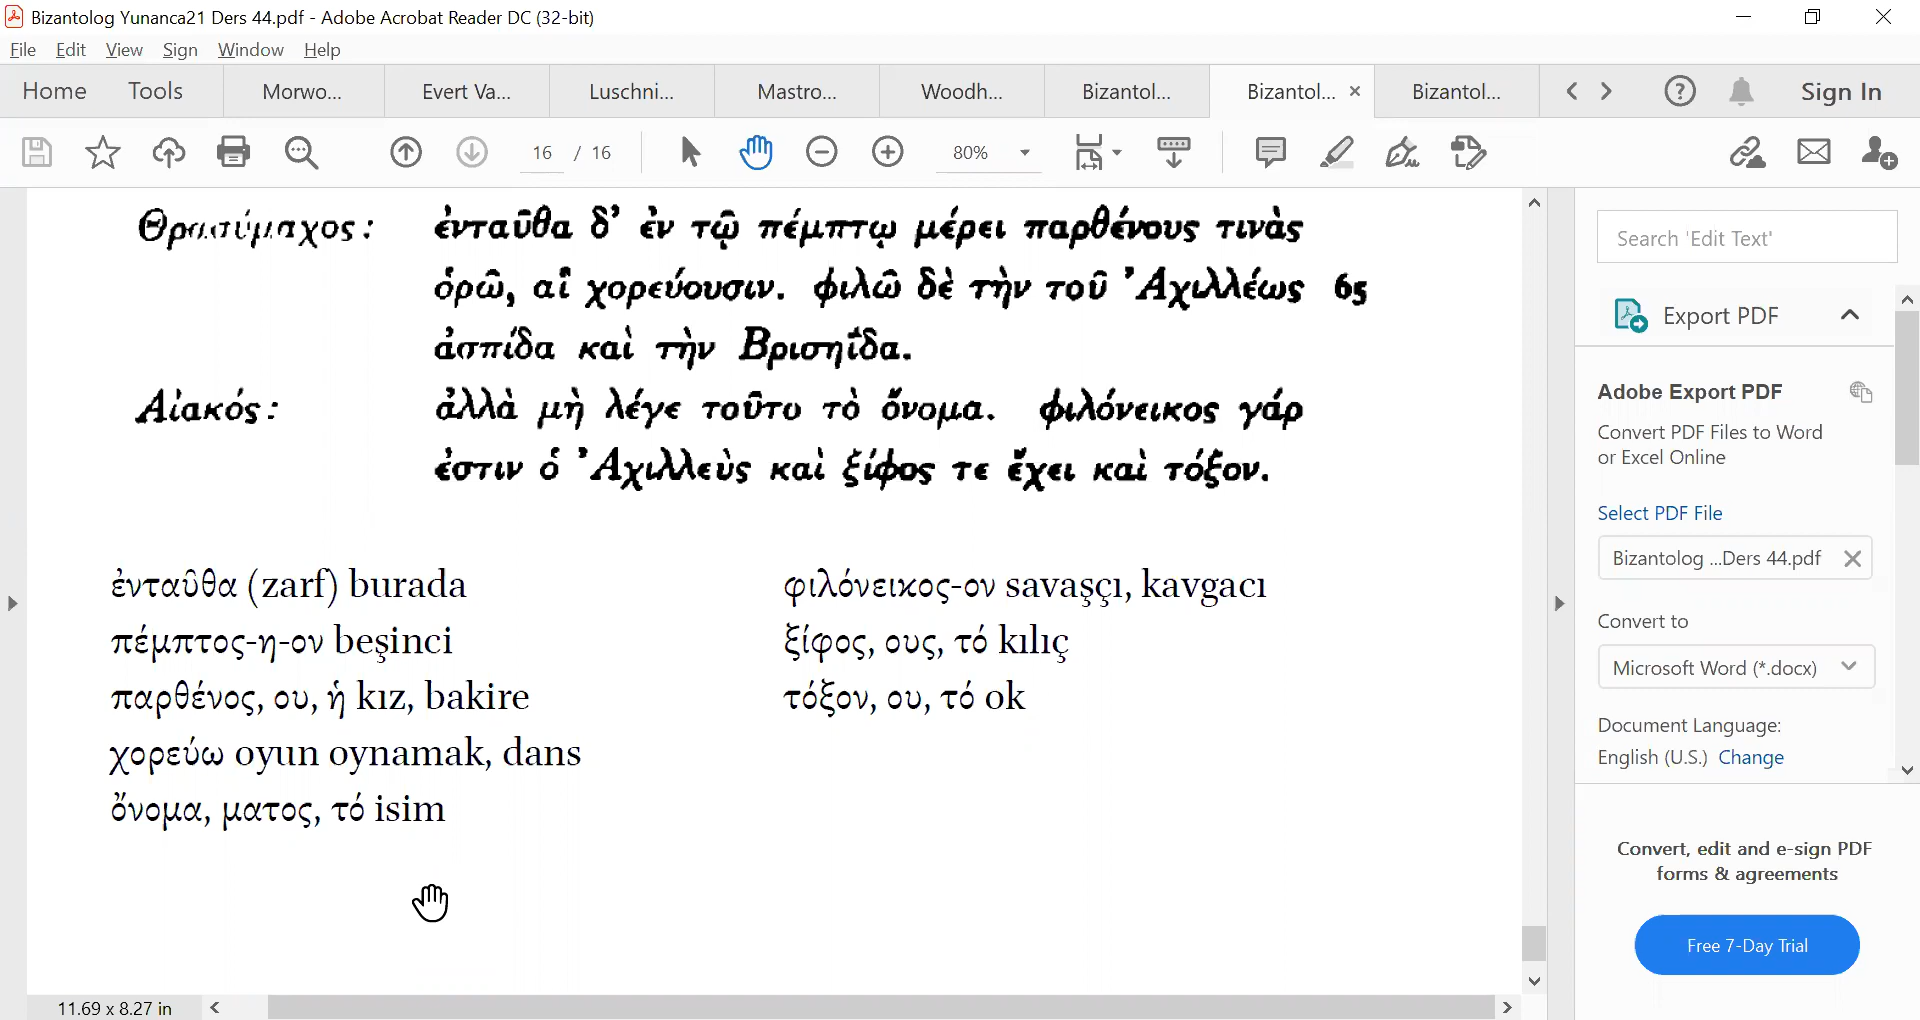 Bizantolog Yunanca21 Ders 44.pdf - Adobe Acrobat Reader DC (32-bit)
File Edit View Sign Window Help
Home Tools Morwo... Evert Va... Luschni... Mastro... Woodh... Bizantol... Bizantol... Bizantol... Sign In
16 / 16 80%
Θρασύμαχος: ἐνταῦθα δ’ ἐν τῷ πέμπτῳ μέρει παρθένους τινὰς
ὁρῶ, αἳ χορεύουσιν. φιλῶ δὲ τὴν τοῦ Ἀχιλλέως 65
ἀσπίδα καὶ τὴν Βρισηΐδα.
Αἰακός: ἀλλὰ μὴ λέγε τοῦτο τὸ ὄνομα. φιλόνεικος γάρ
ἐστιν ὁ Ἀχιλλεὺς καὶ ξίφος τε ἔχει καὶ τόξον.
ἐνταῦθα (zarf) burada
πέμπτος-η-ον beşinci
παρθένος, ου, ἡ kız, bakire
χορεύω oyun oynamak, dans
ὄνομα, ματος, τό isim
φιλόνεικος-ον savaşçı, kavgacı
ξίφος, ους, τό kılıç
τόξον, ου, τό ok
11.69 x 8.27 in
Search 'Edit Text'
Export PDF
Adobe Export PDF
Convert PDF Files to Word
or Excel Online
Select PDF File
Bizantolog ...Ders 44.pdf
Convert to
Microsoft Word (*.docx)
Document Language:
English (U.S.) Change
Convert, edit and e-sign PDF
forms & agreements
Free 7-Day Trial